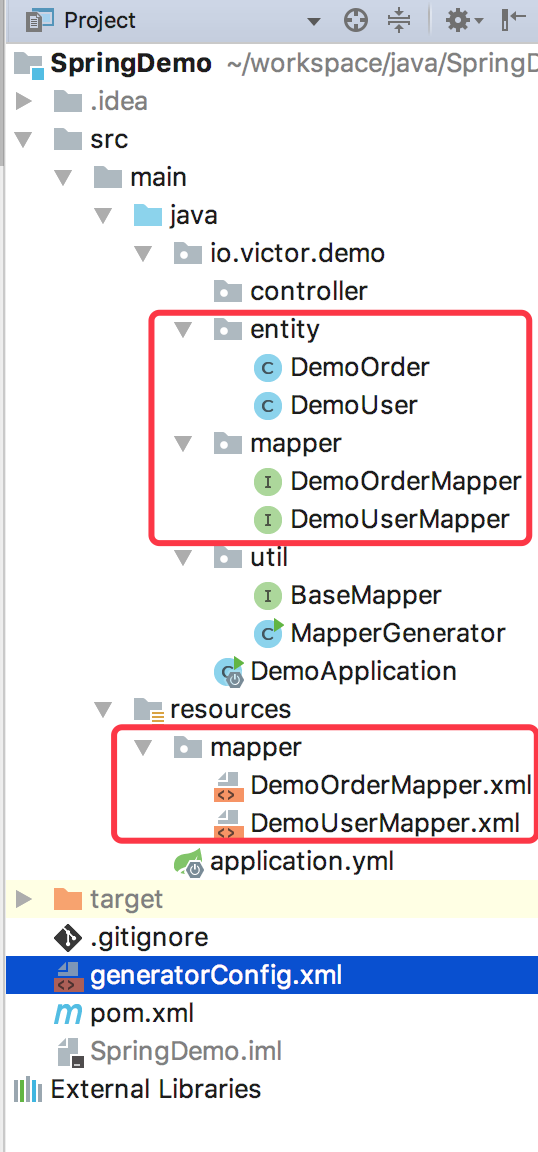 Project
SpringDemo ~/workspace/java/SpringD
.idea
src
main
java
io.victor.demo
controller
entity
DemoOrder
DemoUser
mapper
DemoOrderMapper
DemoUserMapper
util
BaseMapper
MapperGenerator
DemoApplication
resources
mapper
DemoOrderMapper.xml
DemoUserMapper.xml
application.yml
target
.gitignore
generatorConfig.xml
pom.xml
SpringDemo.iml
External Libraries